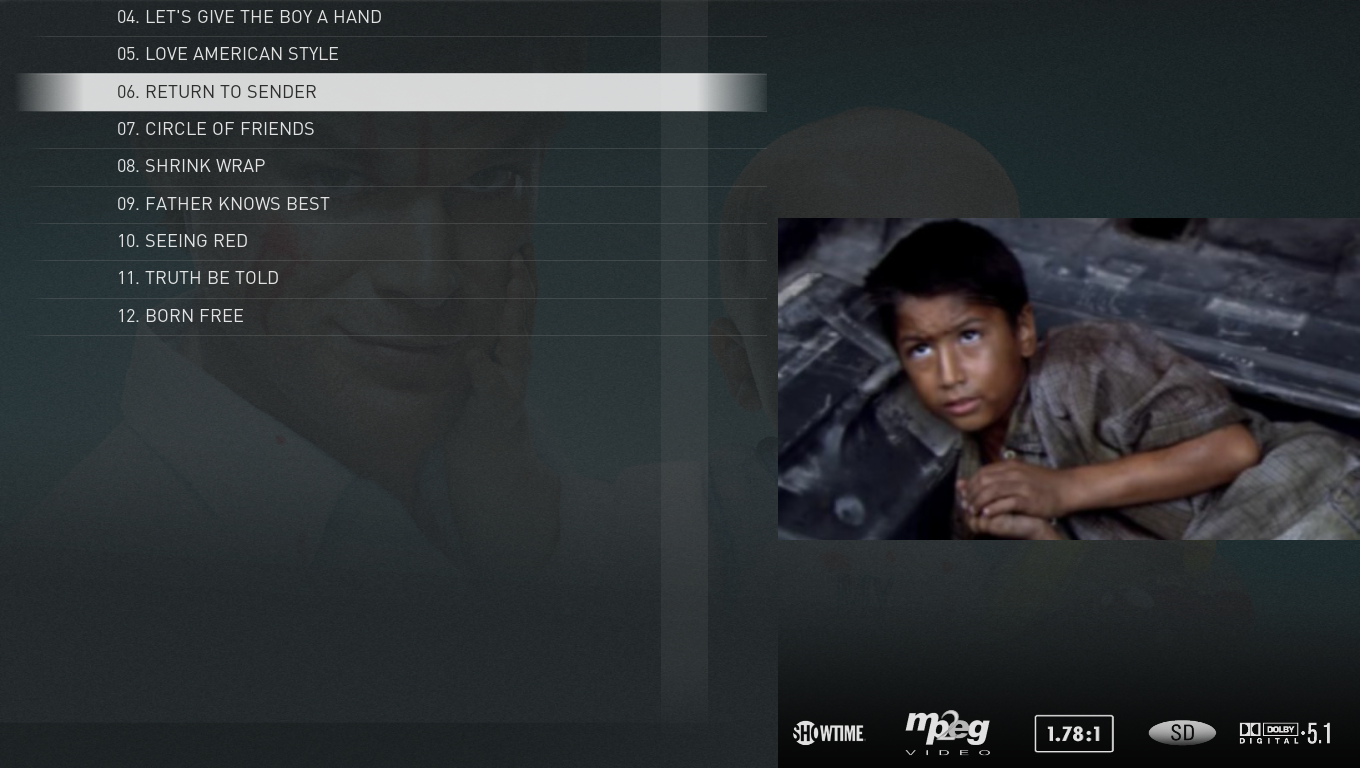 04. LET'S GIVE THE BOY A HAND
05. LOVE AMERICAN STYLE
06. RETURN TO SENDER
07. CIRCLE OF FRIENDS
08. SHRINK WRAP
09. FATHER KNOWS BEST
10. SEEING RED
11. TRUTH BE TOLD
12. BORN FREE
SHOWTIME
mp2eg
VIDEO
1.78:1
SD
DOLBY
DIGITAL
5.1